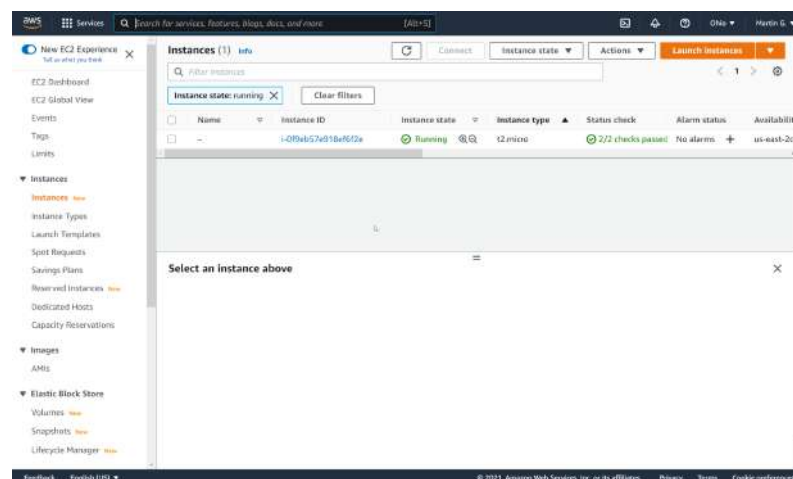 aws Services Search for services, features, blogs, docs, and more [Alt+S] Ohio ▼ Martin G. ▼
New EC2 Experience
Tell us what you think
EC2 Dashboard
EC2 Global View
Events
Tags
Limits
Instances
Instances New
Instance Types
Launch Templates
Spot Requests
Savings Plans
Reserved Instances New
Dedicated Hosts
Capacity Reservations
Images
AMIs
Elastic Block Store
Volumes New
Snapshots New
Lifecycle Manager New
Instances (1) Info Connect Instance state ▼ Actions ▼ Launch instances ▼
Filter instances < 1 >
Instance state: running X Clear filters
Name Instance ID Instance state Instance type ▲ Status check Alarm status Availabilit
– Running t2.micro 2/2 checks passed No alarms + us-east-2c
Select an instance above
Feedback English (US) ▼ © 2021, Amazon Web Services, Inc. or its affiliates. Privacy Terms Cookie preferences